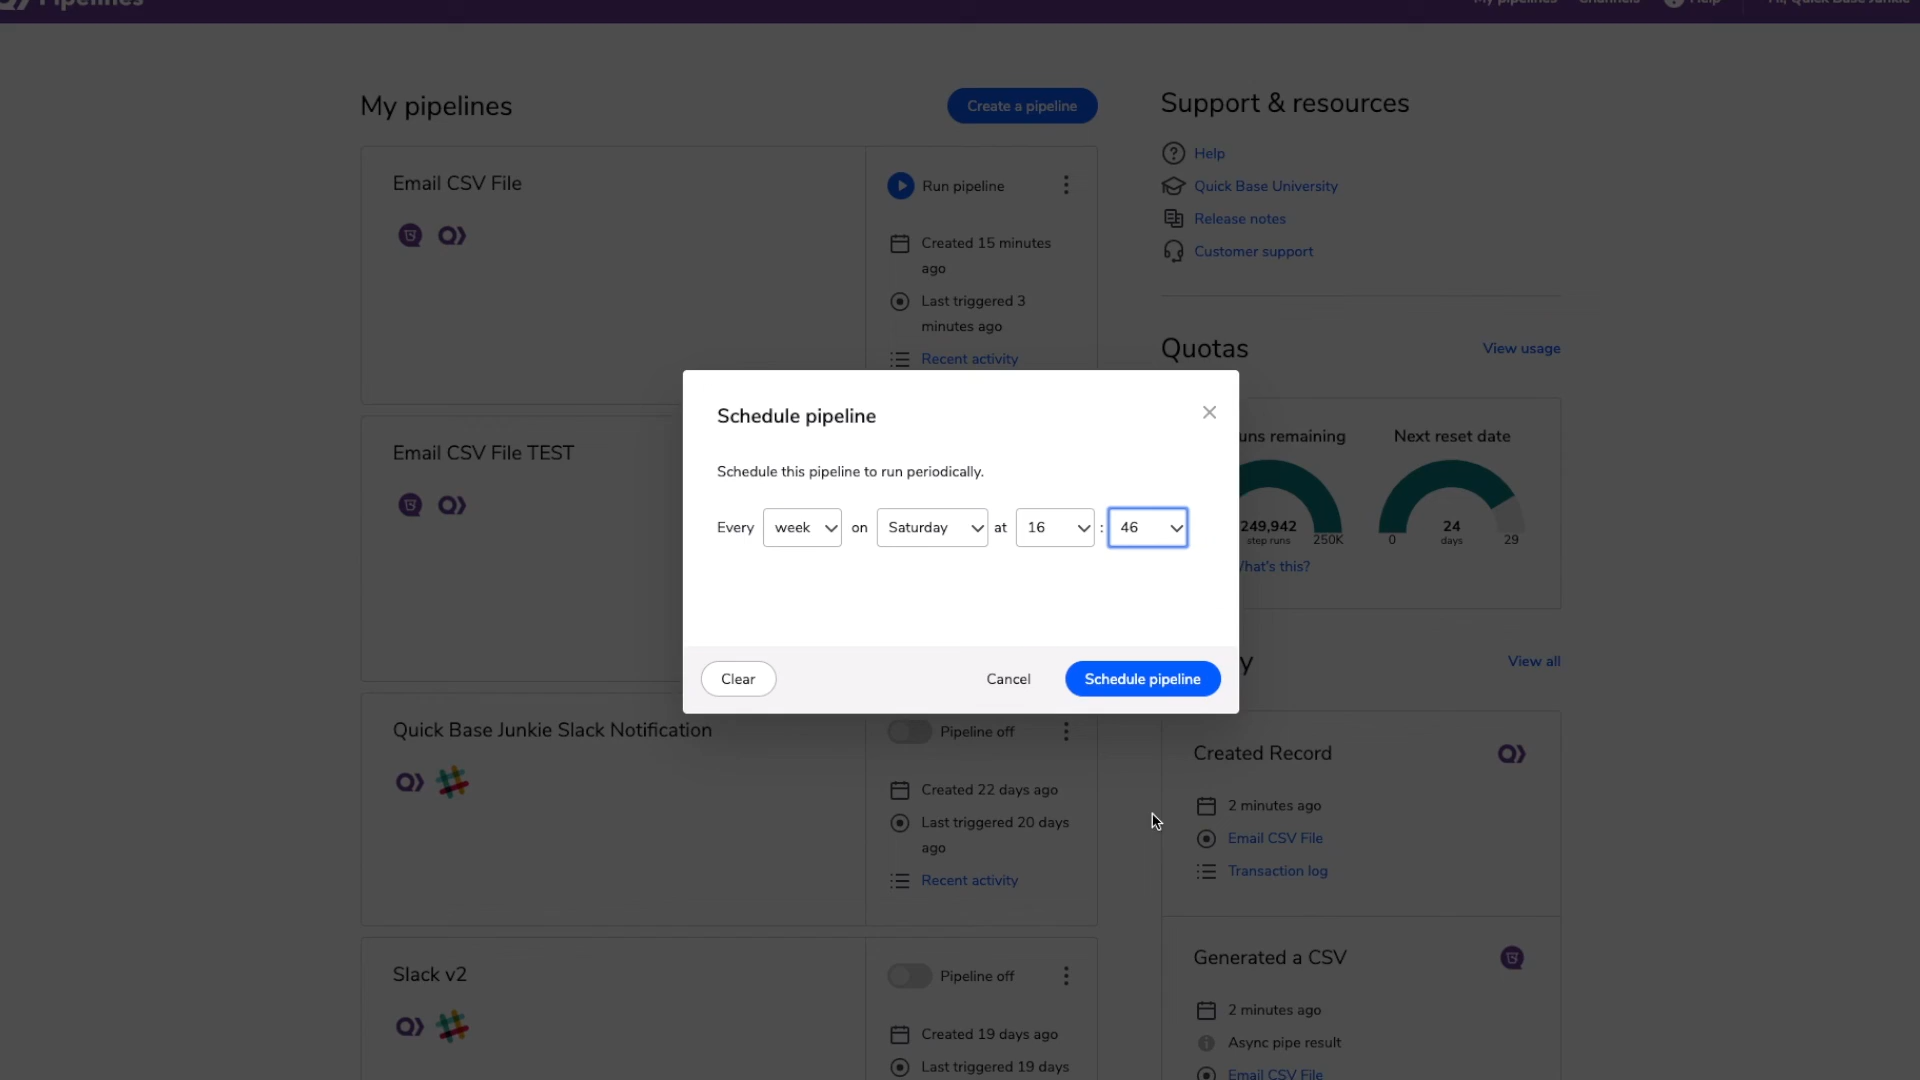 Pipelines
My pipelines
Create a pipeline
Email CSV File
Run pipeline
Created 15 minutes
ago
Last triggered 3
minutes ago
Recent activity
Email CSV File TEST
Quick Base Junkie Slack Notification
Pipeline off
Created 22 days ago
Last triggered 20 days
ago
Recent activity
Slack v2
Pipeline off
Created 19 days ago
Last triggered 19 days
Schedule pipeline
Schedule this pipeline to run periodically.
Every week on Saturday at 16 : 46
Clear Cancel Schedule pipeline
Support & resources
Help
Quick Base University
Release notes
Customer support
Quotas View usage
remaining Next reset date
249,942
step runs 250K
24
0 days 29
What's this?
View all
Created Record
2 minutes ago
Email CSV File
Transaction log
Generated a CSV
2 minutes ago
Async pipe result
Email CSV File